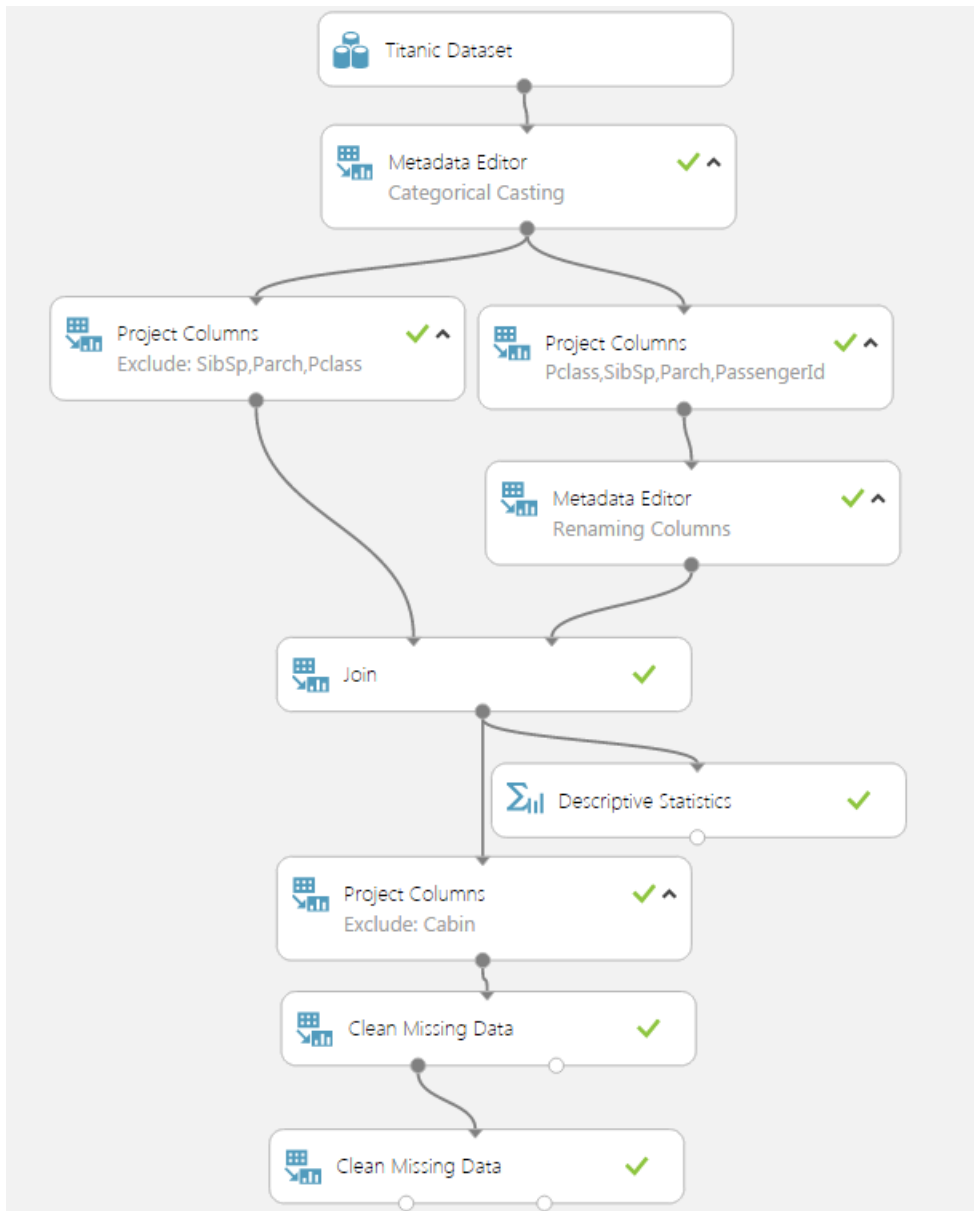 Titanic Dataset
Metadata Editor
Categorical Casting
Project Columns
Exclude: SibSp,Parch,Pclass
Project Columns
Pclass,SibSp,Parch,PassengerId
Metadata Editor
Renaming Columns
Join
Descriptive Statistics
Project Columns
Exclude: Cabin
Clean Missing Data
Clean Missing Data